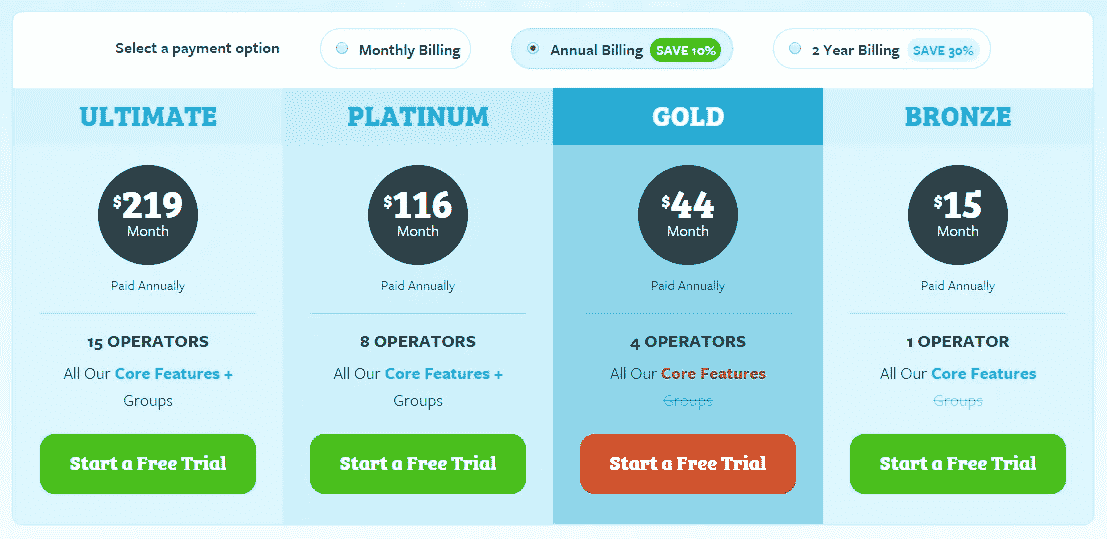 Select a payment option
Monthly Billing
Annual Billing SAVE 10%
2 Year Billing SAVE 30%
ULTIMATE
$219
Month
Paid Annually
15 OPERATORS
All Our Core Features +
Groups
Start a Free Trial
PLATINUM
$116
Month
Paid Annually
8 OPERATORS
All Our Core Features +
Groups
Start a Free Trial
GOLD
$44
Month
Paid Annually
4 OPERATORS
All Our Core Features
Groups
Start a Free Trial
BRONZE
$15
Month
Paid Annually
1 OPERATOR
All Our Core Features
Groups
Start a Free Trial